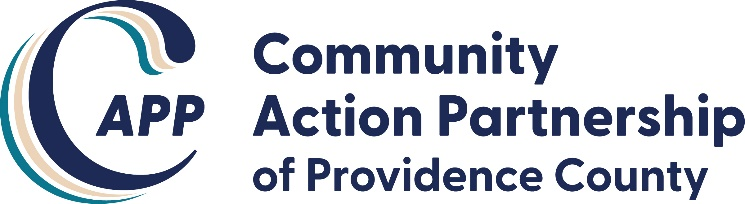 CAPP
Community
Action Partnership
of Providence County